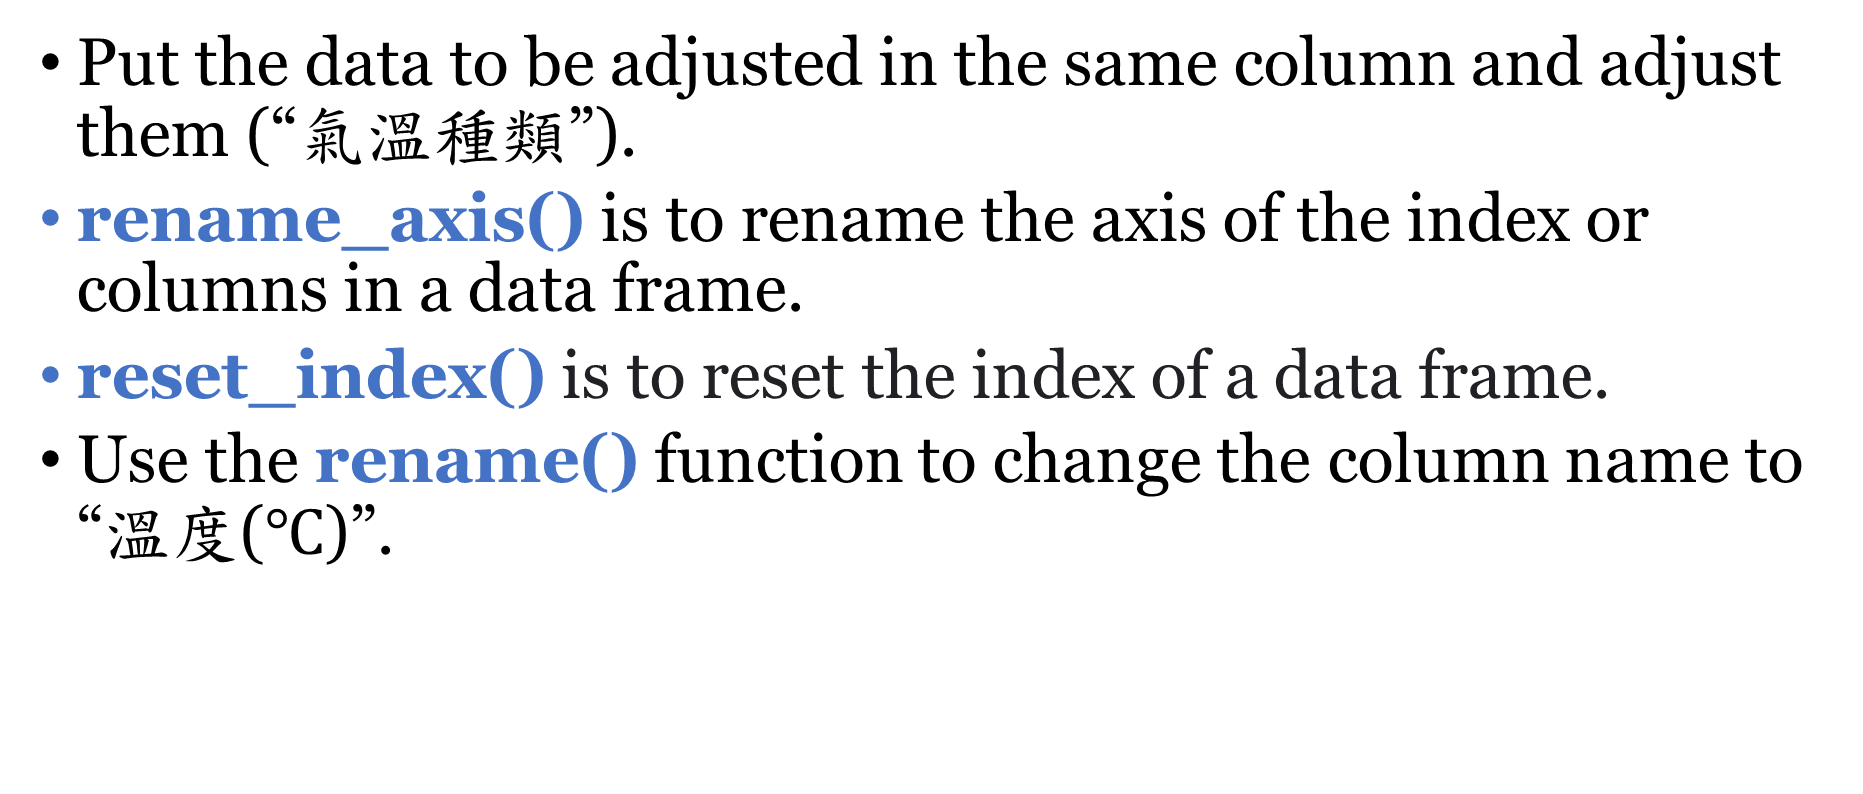 • Put the data to be adjusted in the same column and adjust
them (“氣溫種類”).
• rename_axis() is to rename the axis of the index or
columns in a data frame.
• reset_index() is to reset the index of a data frame.
• Use the rename() function to change the column name to
“溫度(°C)”.